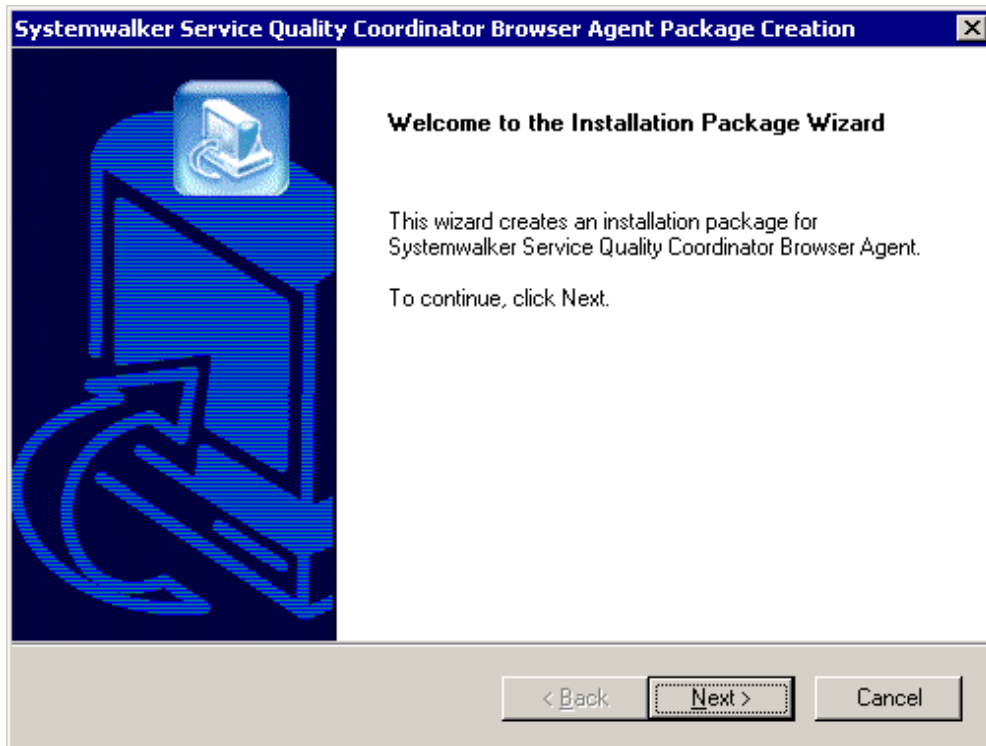 Systemwalker Service Quality Coordinator Browser Agent Package Creation
Welcome to the Installation Package Wizard
This wizard creates an installation package for
Systemwalker Service Quality Coordinator Browser Agent.
To continue, click Next.
< Back
Next >
Cancel